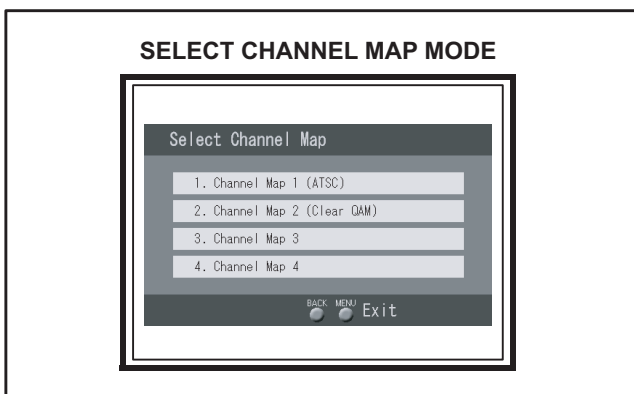 SELECT CHANNEL MAP MODE
Select Channel Map
1. Channel Map 1 (ATSC)
2. Channel Map 2 (Clear QAM)
3. Channel Map 3
4. Channel Map 4
BACK MENU Exit